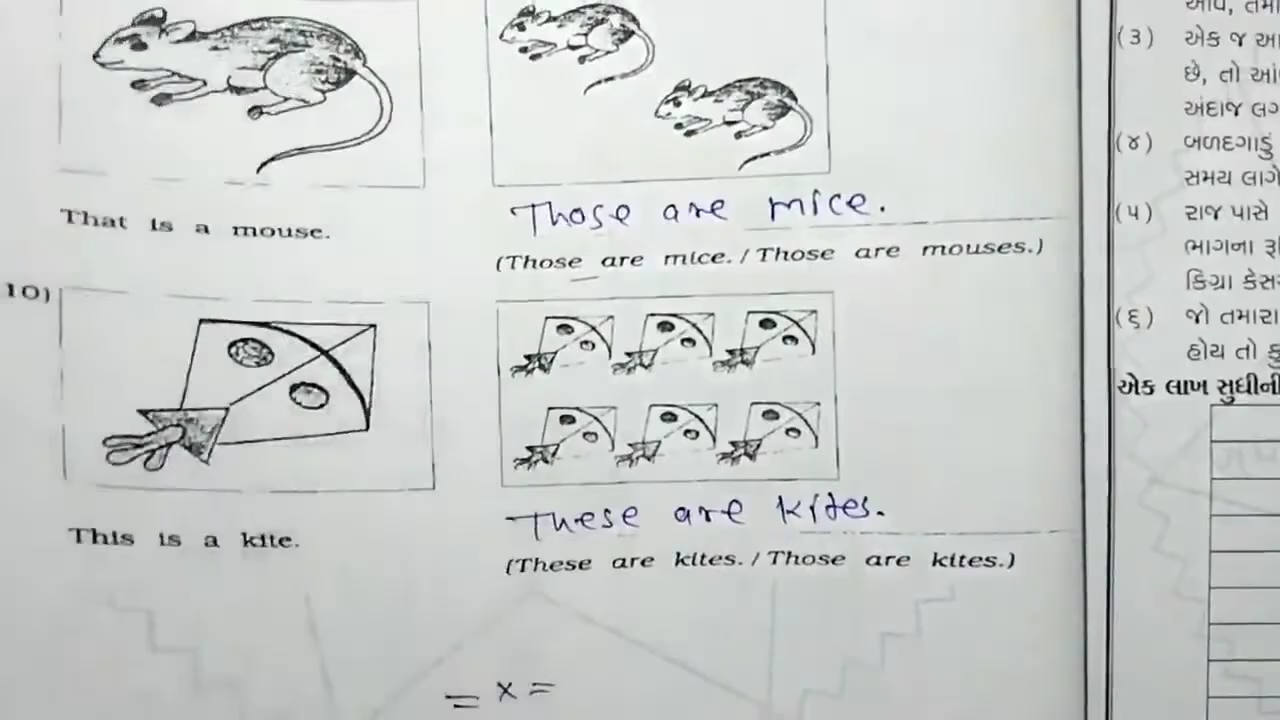 That is a mouse.
Those are mice.
(Those are mice. / Those are mouses.)
10)
This is a kite.
These are kites.
(These are kites. / Those are kites.)
= x =
(૩) એક જ
છે, તો
અંદાજ
(૪) બળદગાડું
સમય
(૫) રાજ પાસે
ભાગના
કિગ્રા
(૬) જો તમારા
હોય તો
એક લાખ સુધીની